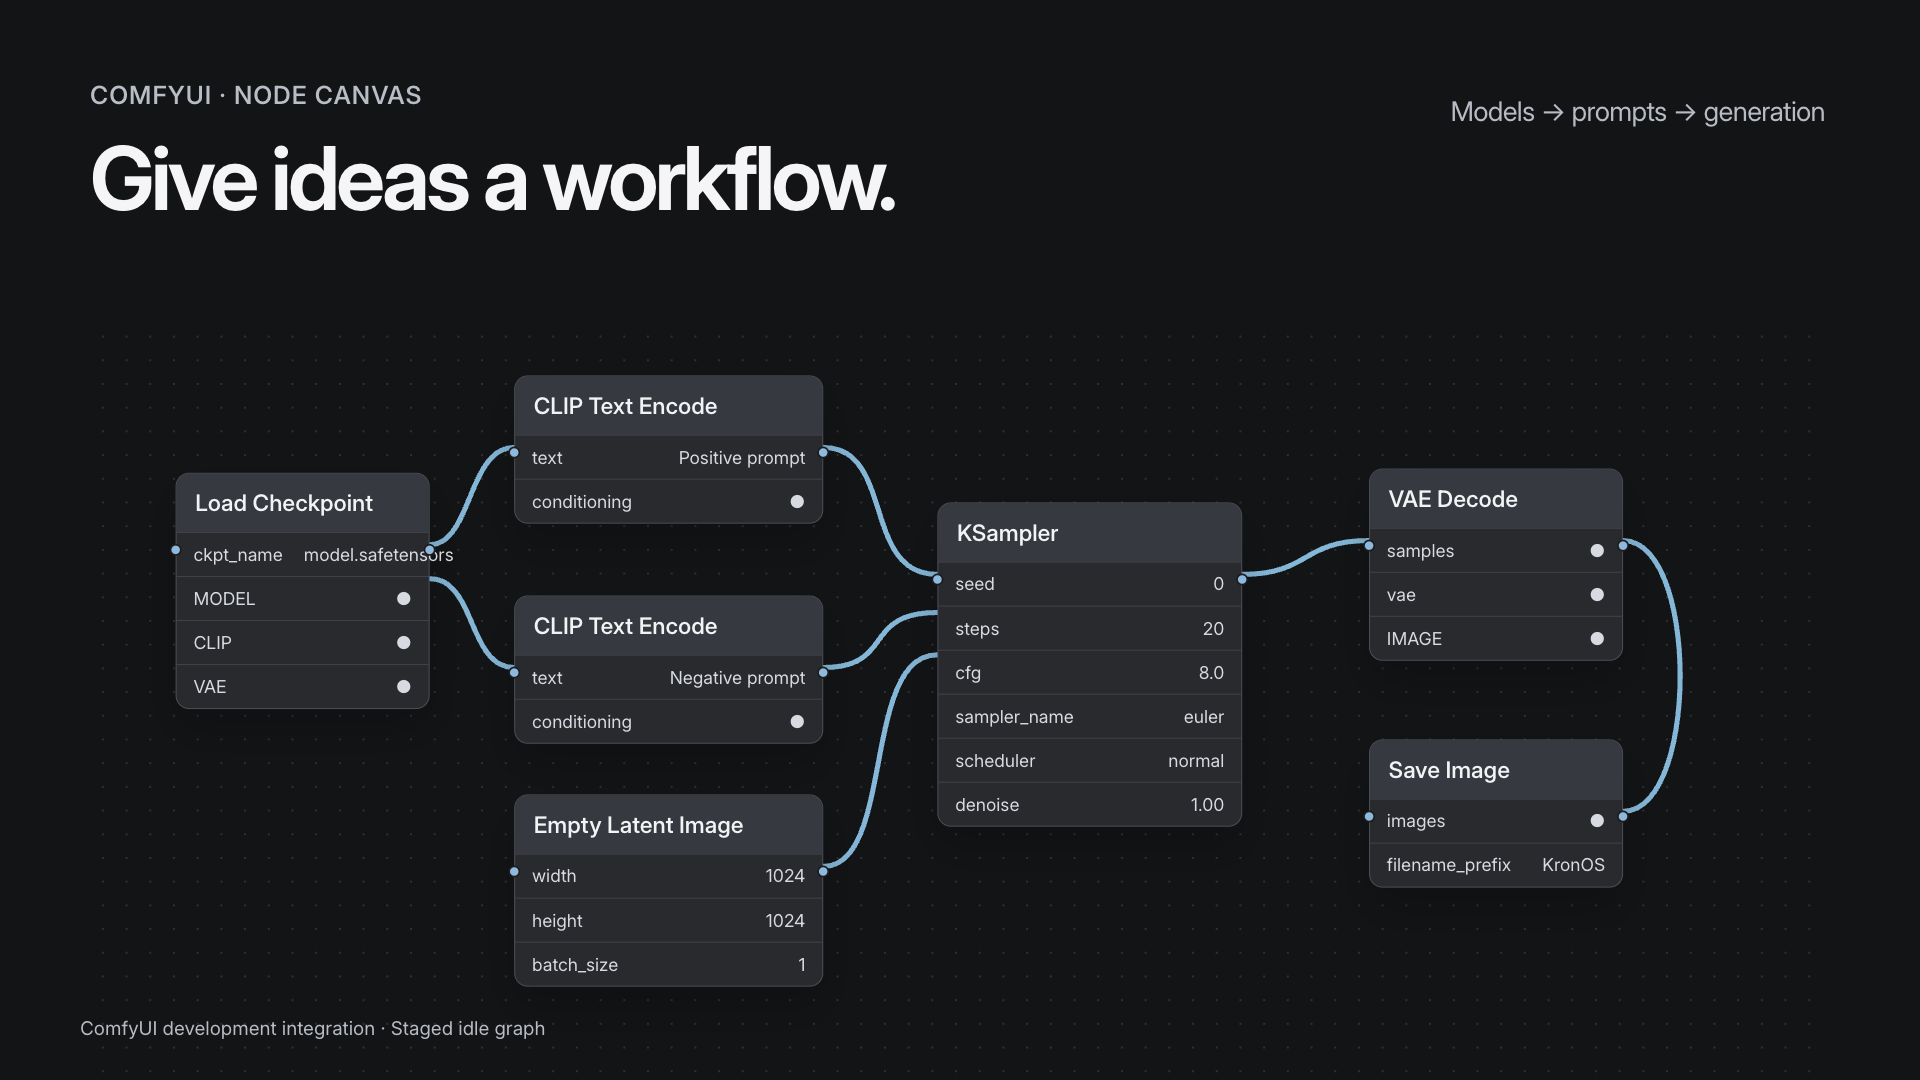 COMFYUI · NODE CANVAS
Models → prompts → generation
Give ideas a workflow.
Load Checkpoint
ckpt_name model.safetensors
MODEL
CLIP
VAE
CLIP Text Encode
text Positive prompt
conditioning
CLIP Text Encode
text Negative prompt
conditioning
Empty Latent Image
width 1024
height 1024
batch_size 1
KSampler
seed 0
steps 20
cfg 8.0
sampler_name euler
scheduler normal
denoise 1.00
VAE Decode
samples
vae
IMAGE
Save Image
images
filename_prefix KronOS
ComfyUI development integration · Staged idle graph